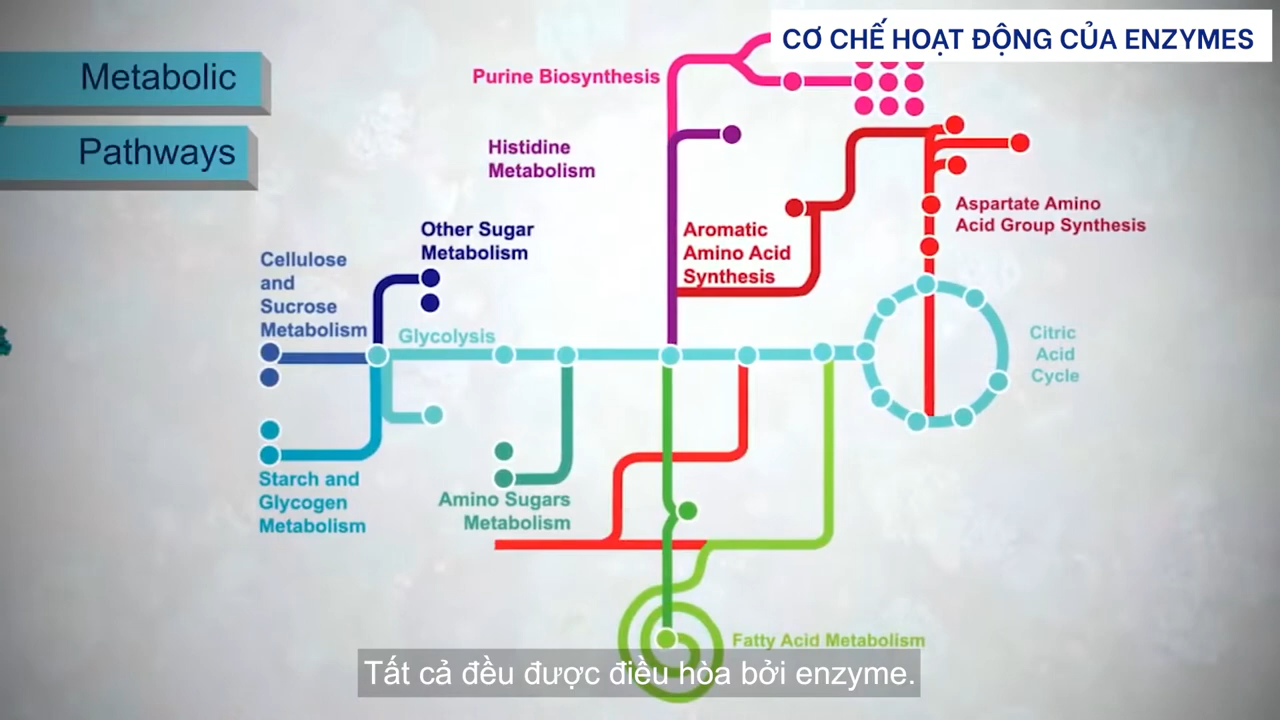 CƠ CHẾ HOẠT ĐỘNG CỦA ENZYMES
Metabolic
Pathways
Purine Biosynthesis
Histidine
Metabolism
Other Sugar
Metabolism
Aromatic
Amino Acid
Synthesis
Aspartate Amino
Acid Group Synthesis
Cellulose
and
Sucrose
Metabolism
Glycolysis
Citric
Acid
Cycle
Starch and
Glycogen
Metabolism
Amino Sugars
Metabolism
Fatty Acid Metabolism
Tất cả đều được điều hòa bởi enzyme.